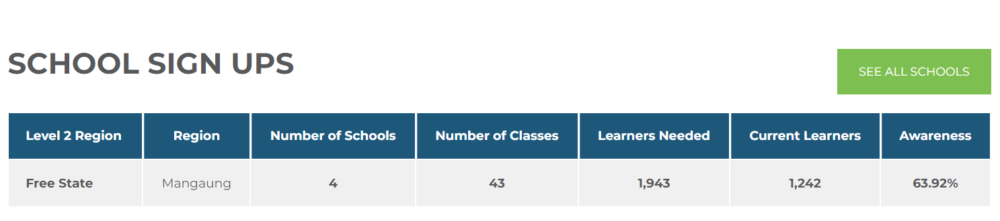 SCHOOL SIGN UPS
SEE ALL SCHOOLS
Level 2 Region Region Number of Schools Number of Classes Learners Needed Current Learners Awareness
Free State Mangaung 4 43 1,943 1,242 63.92%